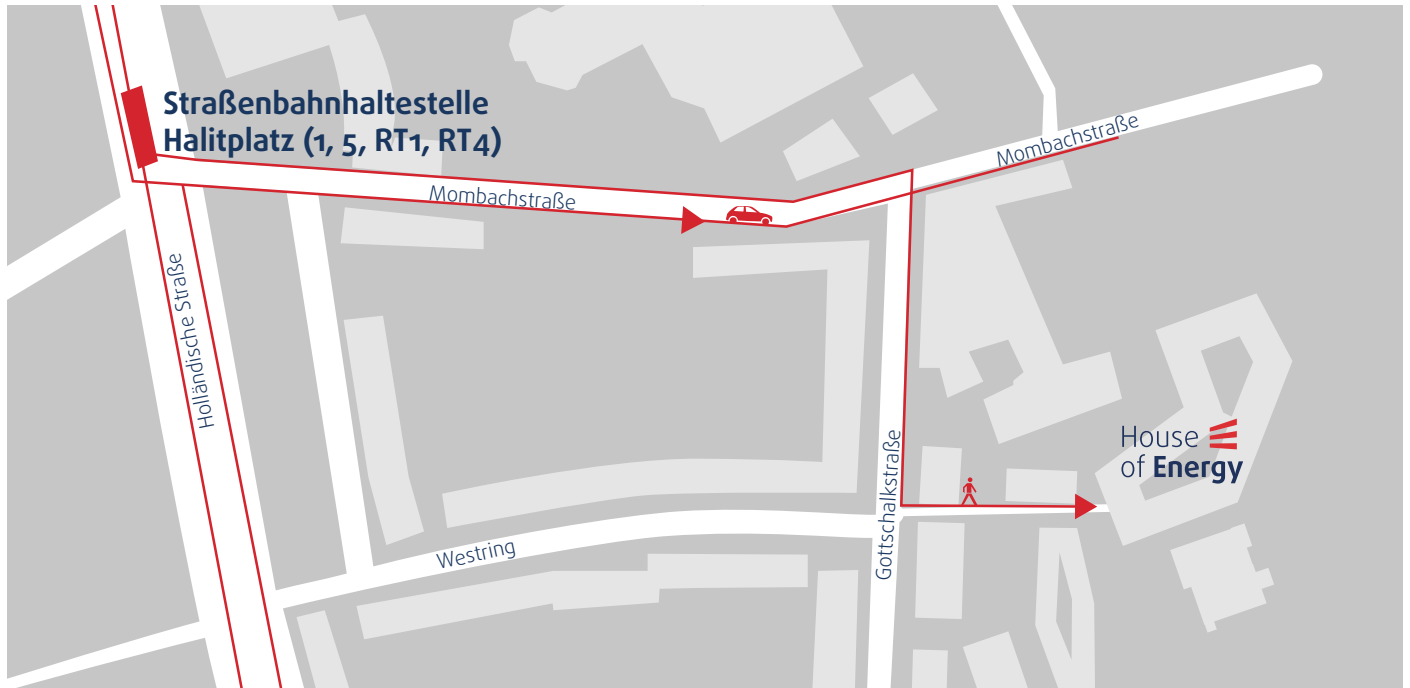 Straßenbahnhaltestelle
Halitplatz (1, 5, RT1, RT4)
Mombachstraße
Mombachstraße
Holländische Straße
House
of Energy
Gottschalkstraße
Westring